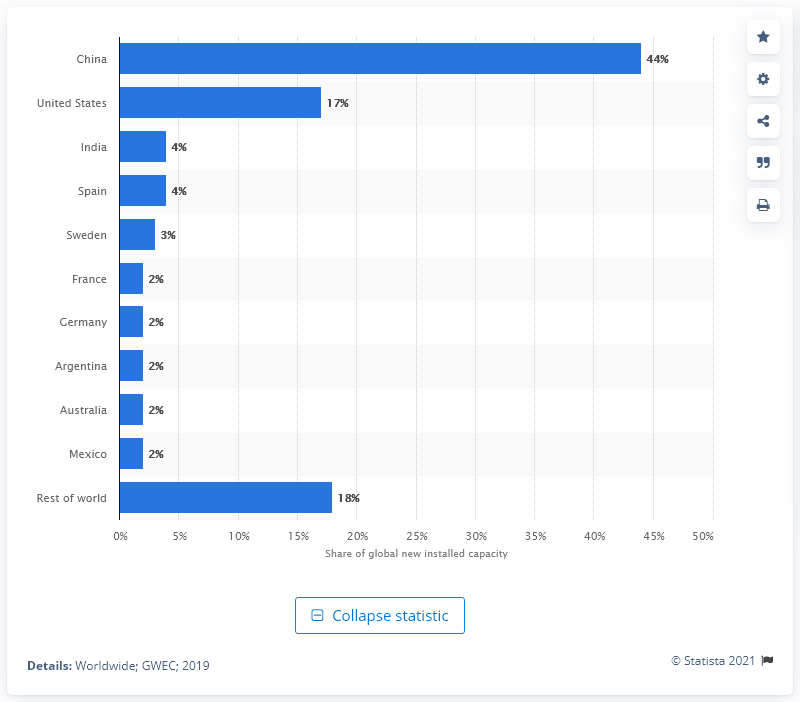 China 44%
United States 17%
India 4%
Spain 4%
Sweden 3%
France 2%
Germany 2%
Argentina 2%
Australia 2%
Mexico 2%
Rest of world 18%
0% 5% 10% 15% 20% 25% 30% 35% 40% 45% 50%
Share of global new installed capacity
Collapse statistic
Details: Worldwide; GWEC; 2019
© Statista 2021